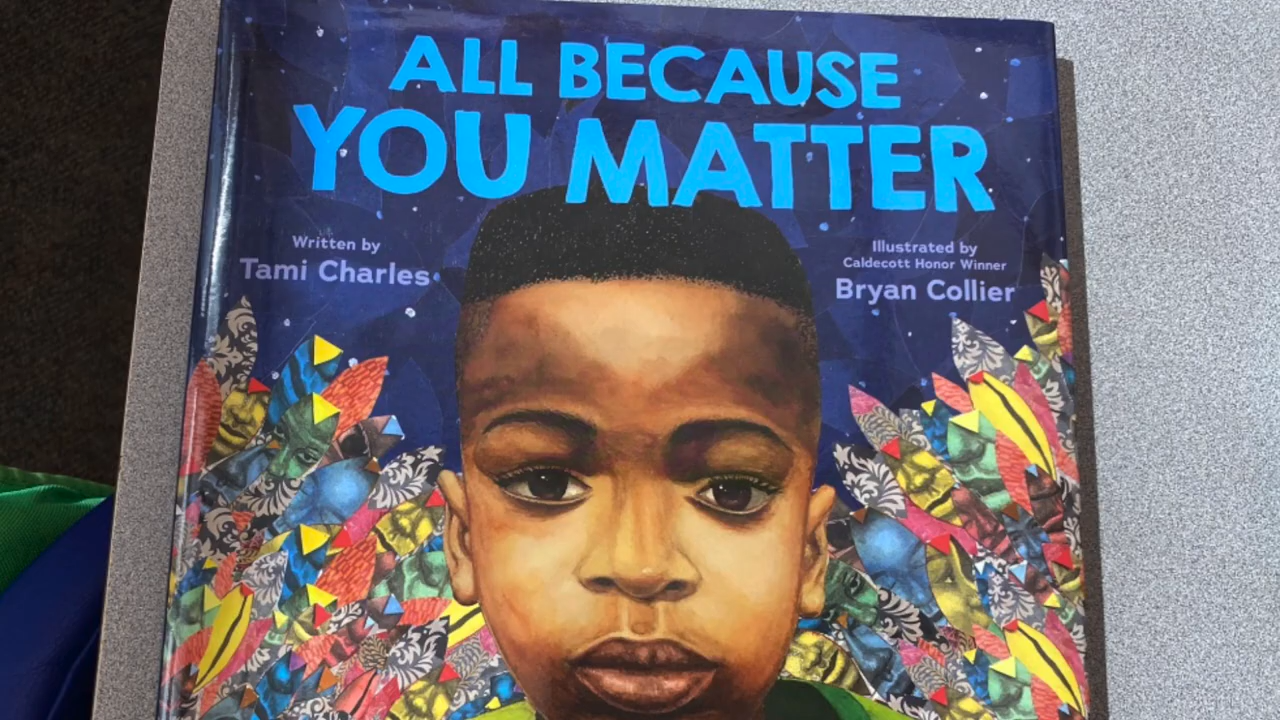 ALL BECAUSE
YOU MATTER
Written by
Tami Charles
Illustrated by
Caldecott Honor Winner
Bryan Collier